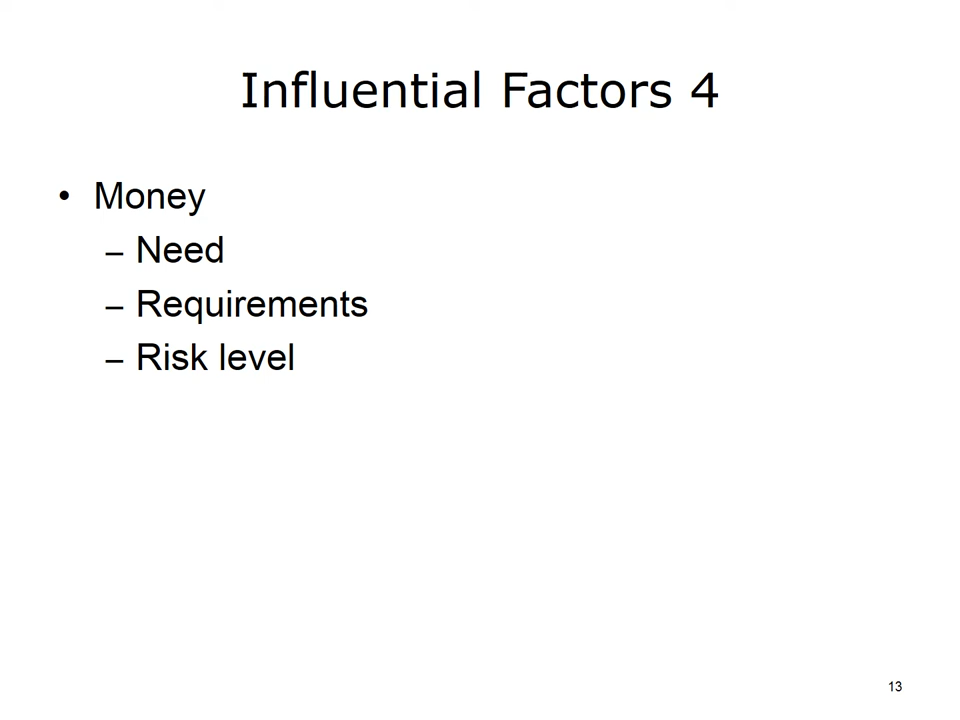 Influential Factors 4
• Money
– Need
– Requirements
– Risk level
13